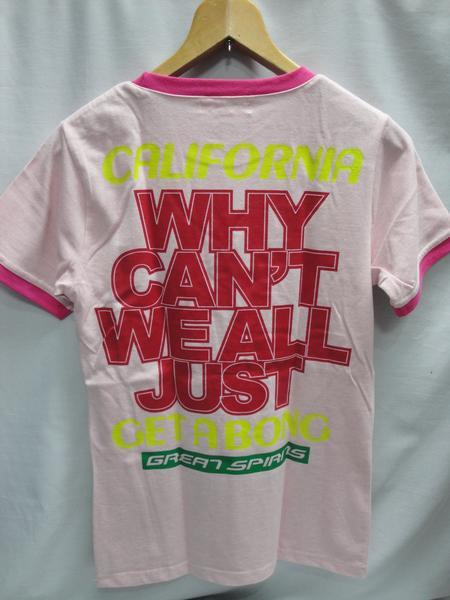 CALIFORNIA
WHY
CAN'T
WE ALL
JUST
GET A BONG
GREAT SPIRITS